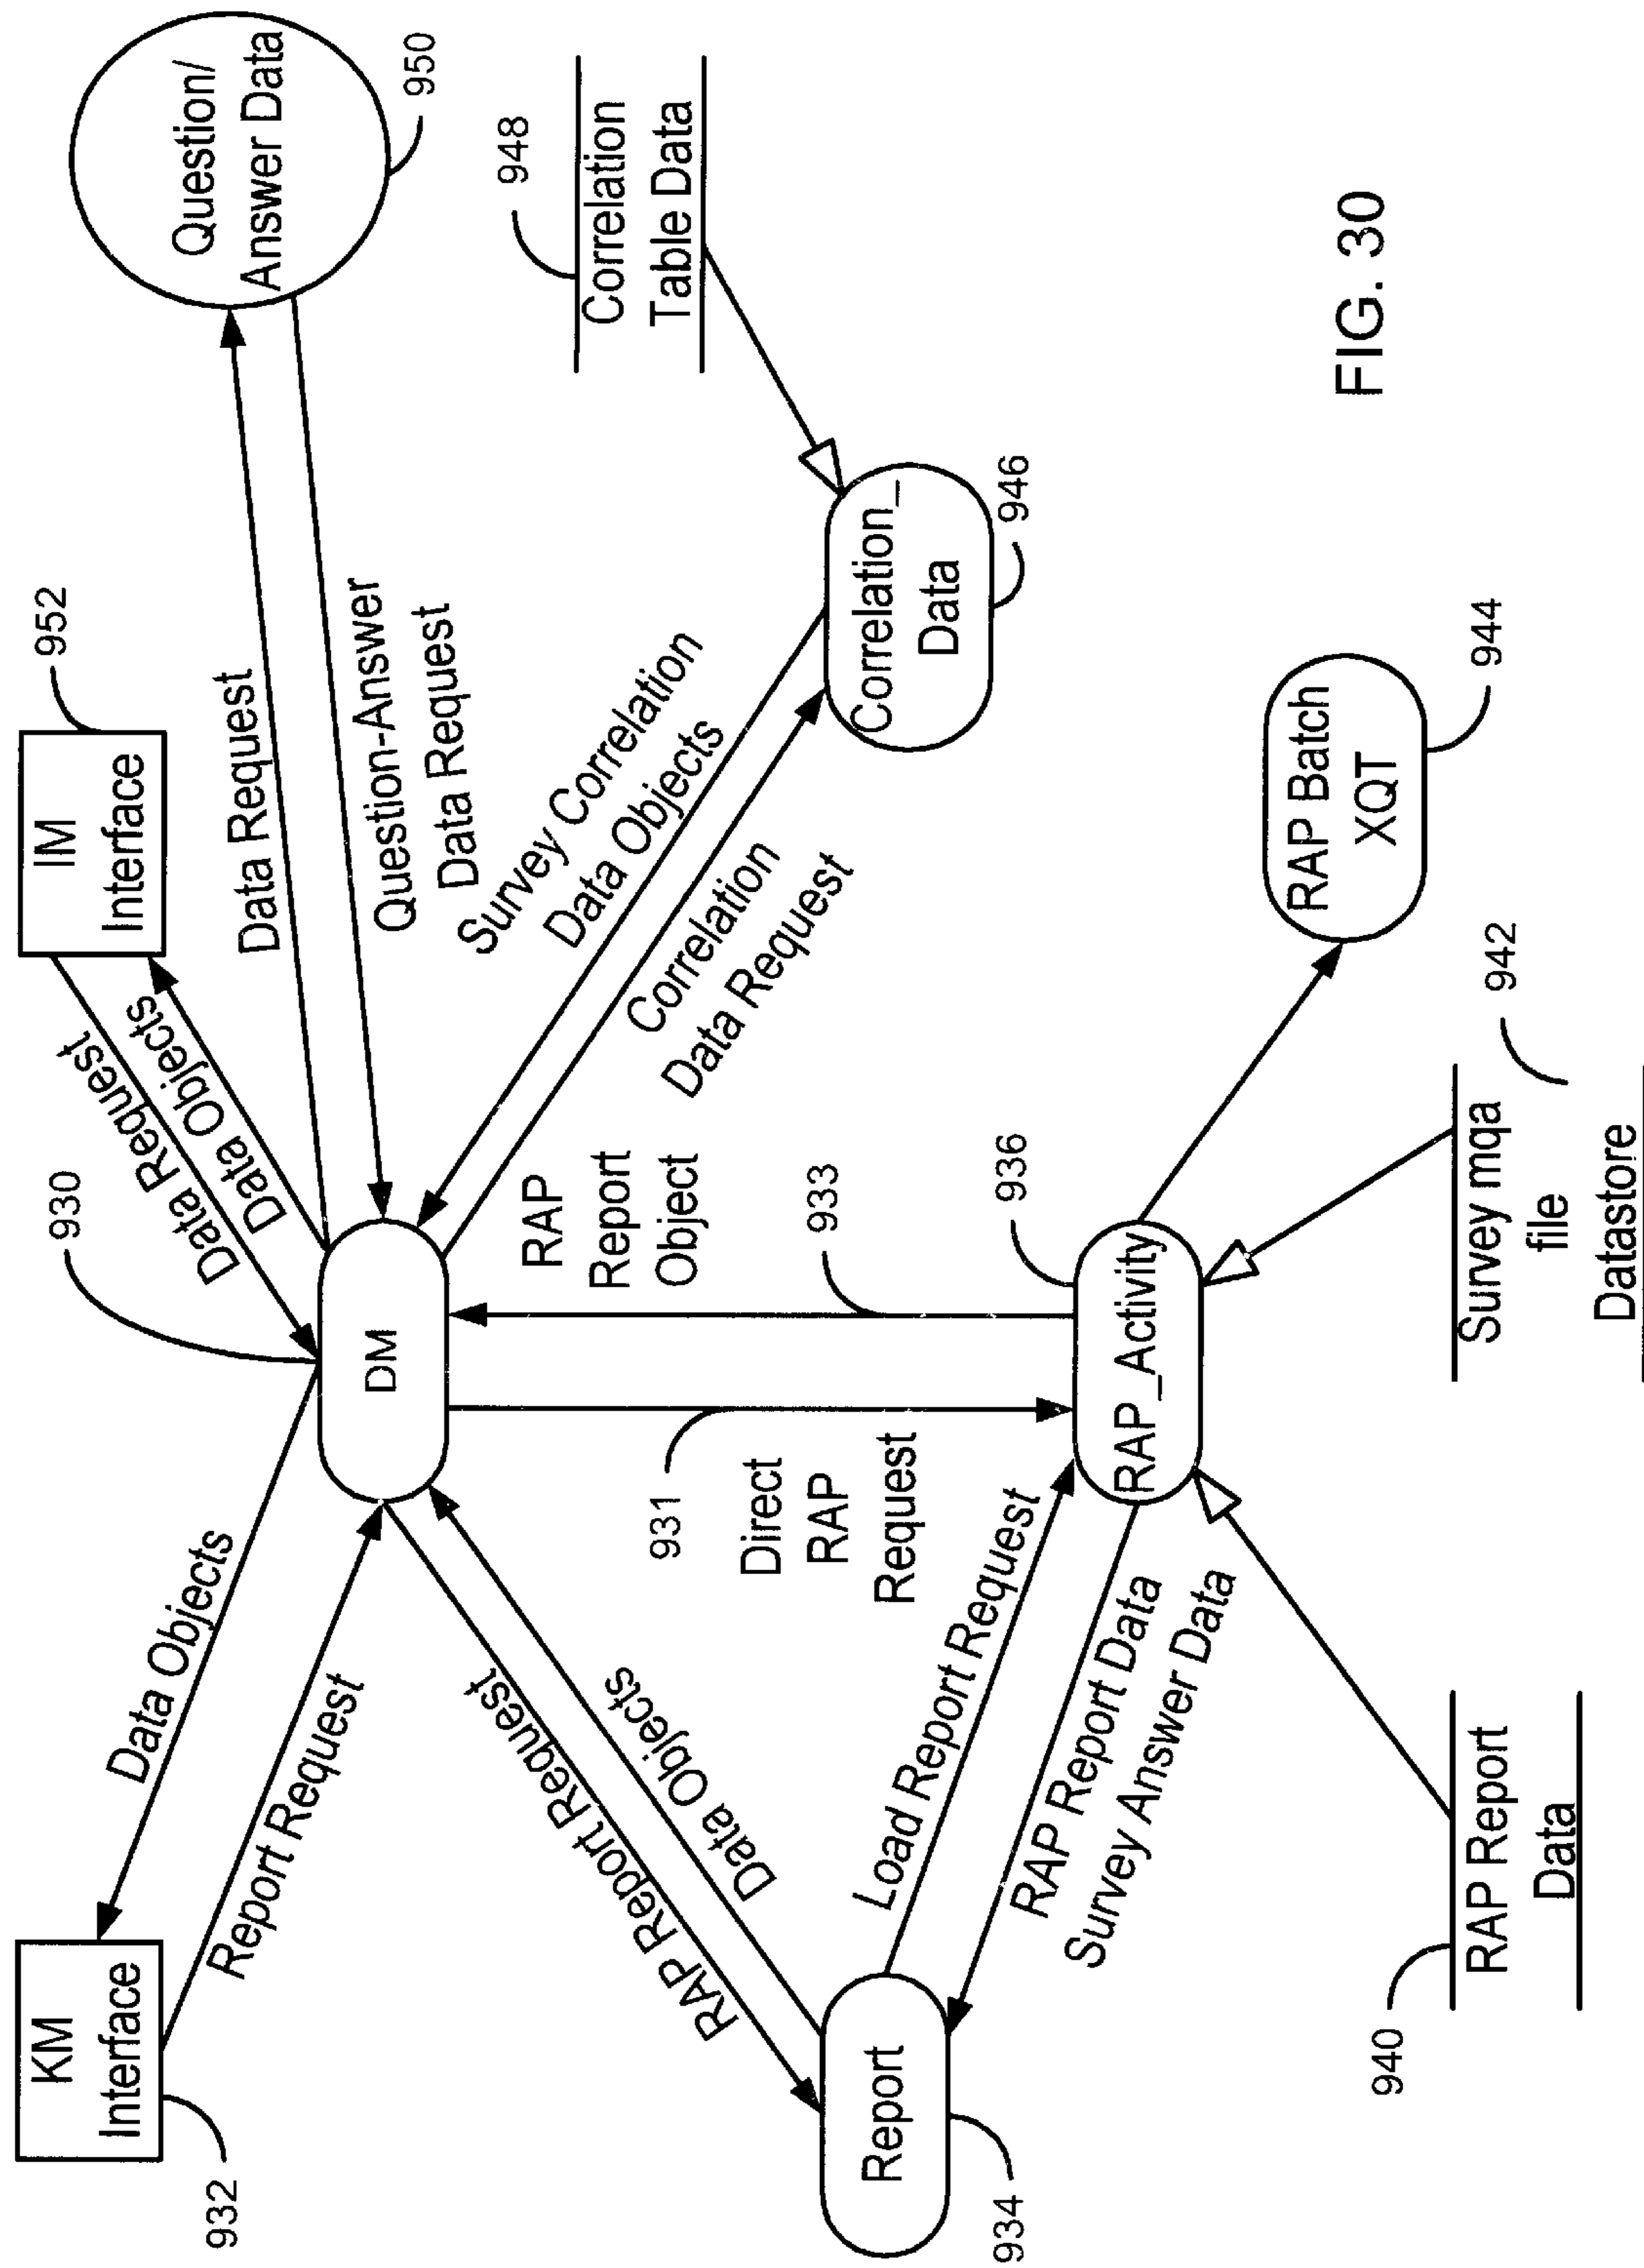 KM
Interface
932
Data Objects
Report Request
930
Data Request
Data Objects
IM
Interface
952
Data Request
Question-Answer
Data Request
Question/
Answer Data
950
DM
RAP Report Request
Data Objects
931
Direct
RAP
Request
RAP
Report
Object
933
Survey Correlation
Data Objects
Correlation
Data Request
948
Correlation
Table Data
Correlation_
Data
946
Report
934
Load Report Request
RAP Report Data
Survey Answer Data
936
RAP_Activity
RAP Batch
XQT
944
940
RAP Report
Data
942
Survey mqa
file
Datastore
FIG. 30